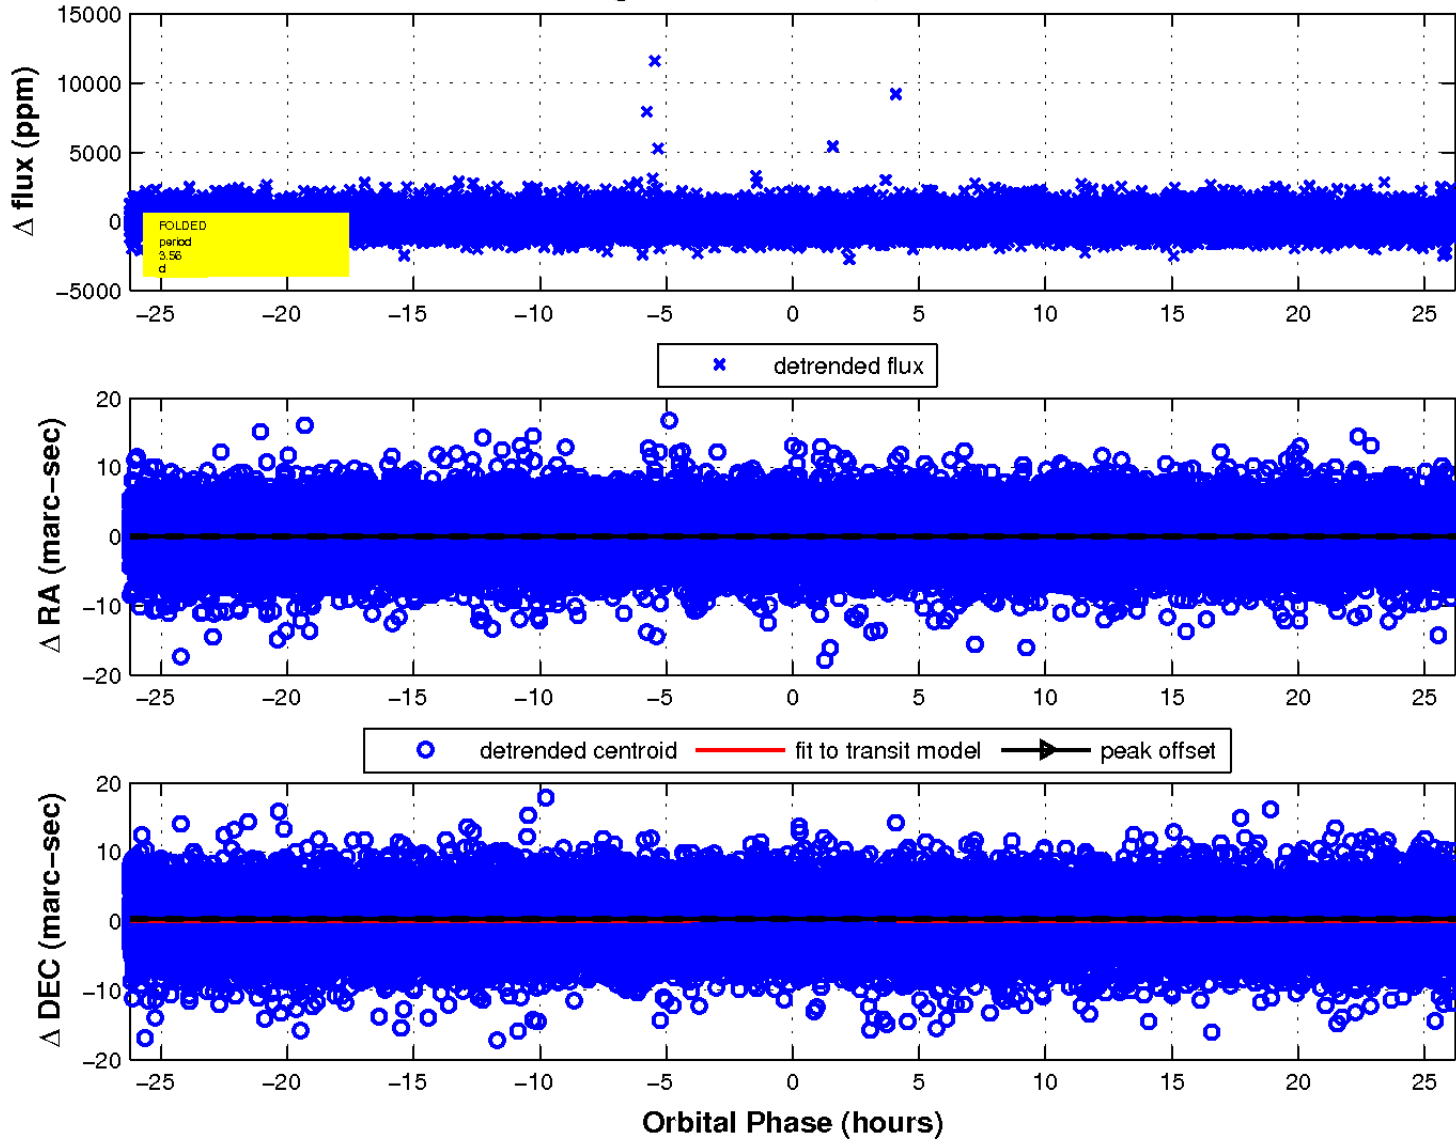 15000
10000
5000
0
−5000
Δ flux (ppm)
FOLDED
period
3.56
d
−25 −20 −15 −10 −5 0 5 10 15 20 25
detrended flux
20
10
0
−10
−20
Δ RA (marc−sec)
−25 −20 −15 −10 −5 0 5 10 15 20 25
detrended centroid fit to transit model peak offset
20
10
0
−10
−20
Δ DEC (marc−sec)
−25 −20 −15 −10 −5 0 5 10 15 20 25
Orbital Phase (hours)